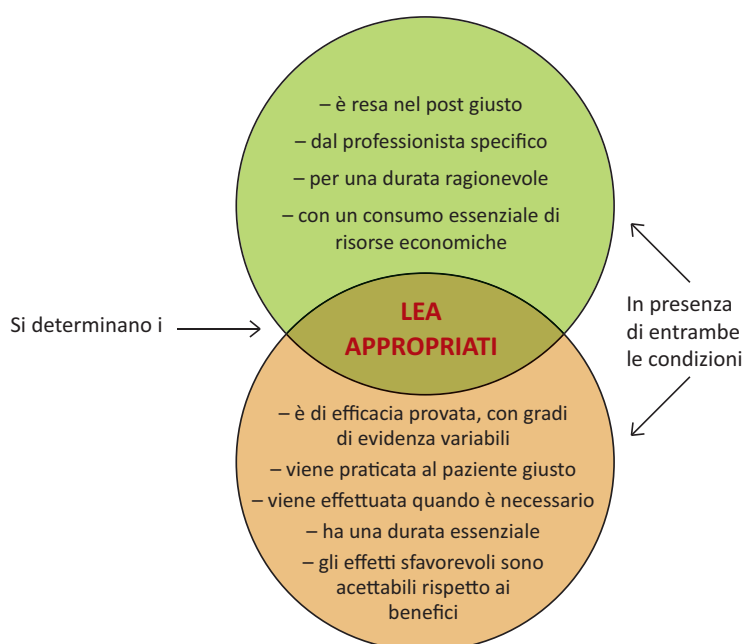 – è resa nel post giusto
– dal professionista specifico
– per una durata ragionevole
– con un consumo essenziale di
risorse economiche
Si determinano i
LEA
APPROPRIATI
In presenza
di entrambe
le condizioni
– è di efficacia provata, con gradi
di evidenza variabili
– viene praticata al paziente giusto
– viene effettuata quando è necessario
– ha una durata essenziale
– gli effetti sfavorevoli sono
acettabili rispetto ai
benefici